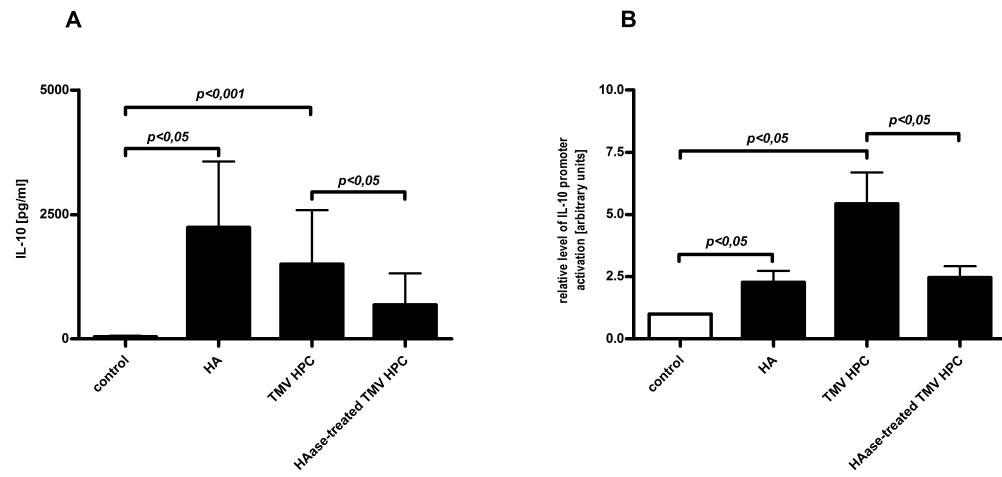 A
IL-10 [pg/ml]
5000
2500
0
p<0,001
p<0,05
p<0,05
control
HA
TMV HPC
HAase-treated TMV HPC
B
relative level of IL-10 promoter
activation [arbitrary units]
10.0
7.5
5.0
2.5
0.0
p<0,05
p<0,05
p<0,05
control
HA
TMV HPC
HAase-treated TMV HPC